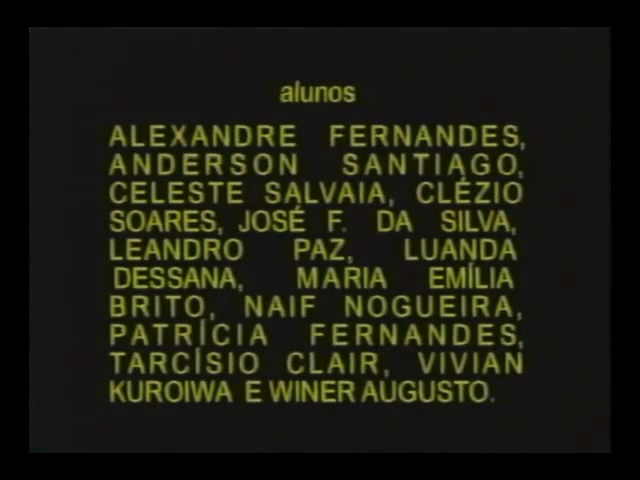 alunos
ALEXANDRE FERNANDES,
ANDERSON SANTIAGO,
CELESTE SALVAIA, CLÉZIO
SOARES, JOSÉ F. DA SILVA,
LEANDRO PAZ, LUANDA
DESSANA, MARIA EMÍLIA
BRITO, NAIF NOGUEIRA,
PATRÍCIA FERNANDES,
TARCÍSIO CLAIR, VIVIAN
KUROIWA E WINER AUGUSTO.